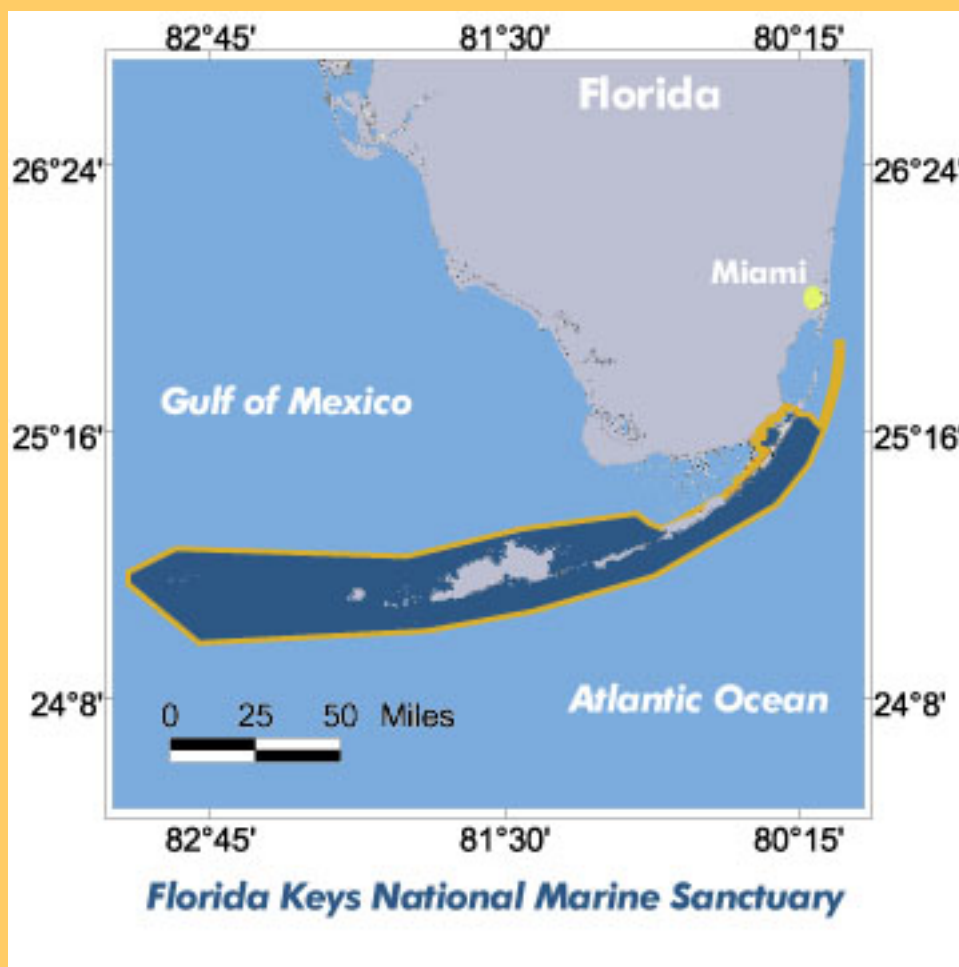 82°45' 81°30' 80°15'
Florida
26°24' 26°24'
Miami
Gulf of Mexico
25°16' 25°16'
24°8' Atlantic Ocean 24°8'
0 25 50 Miles
82°45' 81°30' 80°15'
Florida Keys National Marine Sanctuary